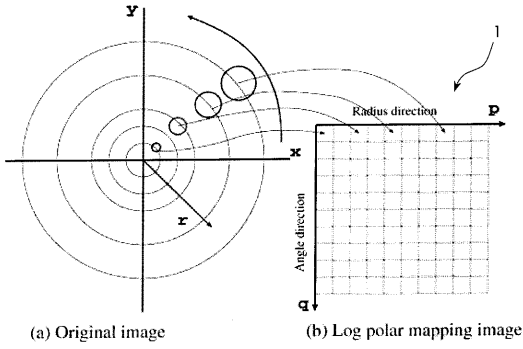 y
1
Radius direction
p
x
r
Angle direction
q
(a) Original image
(b) Log polar mapping image